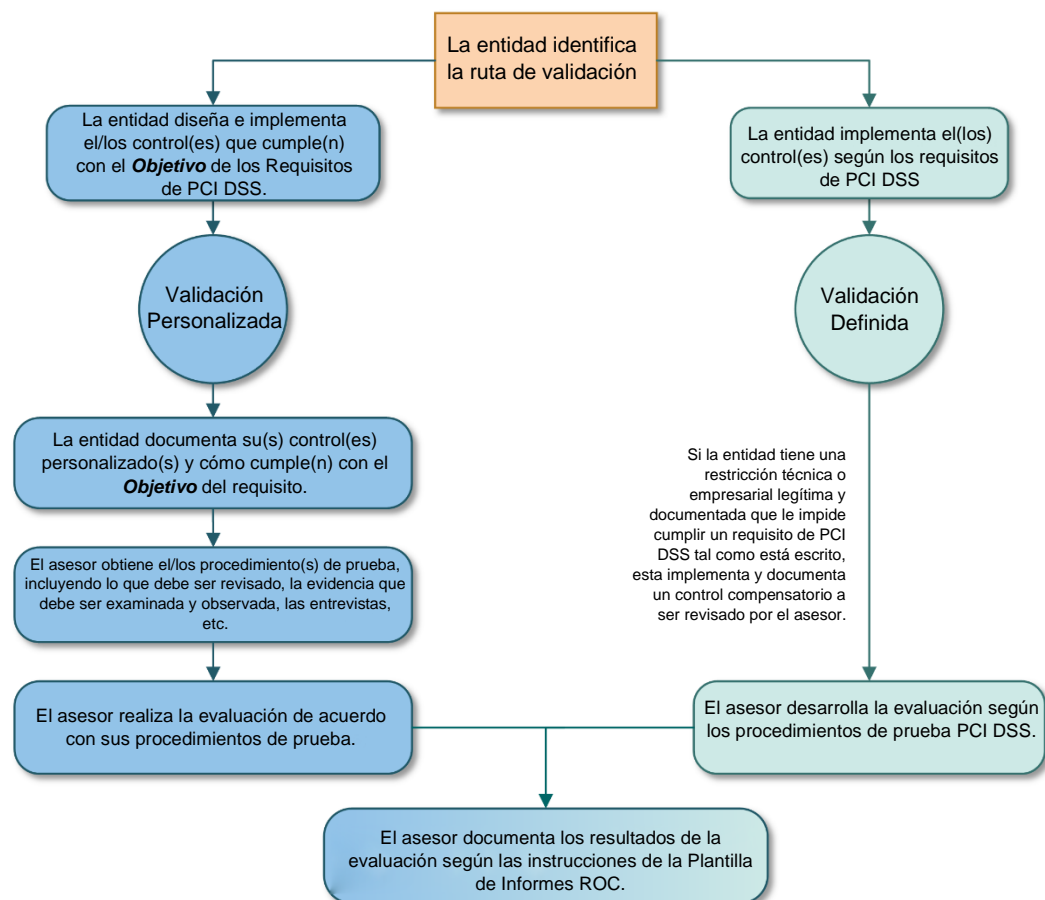 La entidad identifica
la ruta de validación
La entidad diseña e implementa
el/los control(es) que cumple(n)
con el Objetivo de los Requisitos
de PCI DSS.
La entidad implementa el(los)
control(es) según los requisitos
de PCI DSS
Validación
Personalizada
Validación
Definida
La entidad documenta su(s) control(es)
personalizado(s) y cómo cumple(n) con el
Objetivo del requisito.
Si la entidad tiene una
restricción técnica o
empresarial legítima y
documentada que le impide
cumplir un requisito de PCI
DSS tal como está escrito,
esta implementa y documenta
un control compensatorio a
ser revisado por el asesor.
El asesor obtiene el/los procedimiento(s) de prueba,
incluyendo lo que debe ser revisado, la evidencia que
debe ser examinada y observada, las entrevistas,
etc.
El asesor realiza la evaluación de acuerdo
con sus procedimientos de prueba.
El asesor desarrolla la evaluación según
los procedimientos de prueba PCI DSS.
El asesor documenta los resultados de la
evaluación según las instrucciones de la Plantilla
de Informes ROC.